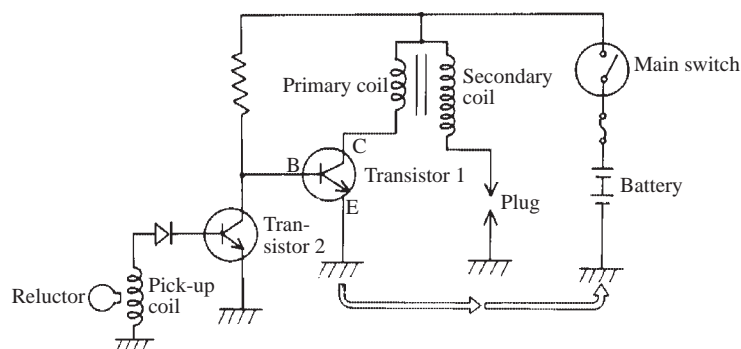 Primary coil
Secondary
coil
Main switch
B
C
Transistor 1
E
Plug
Battery
Tran-
sistor 2
Reluctor
Pick-up
coil